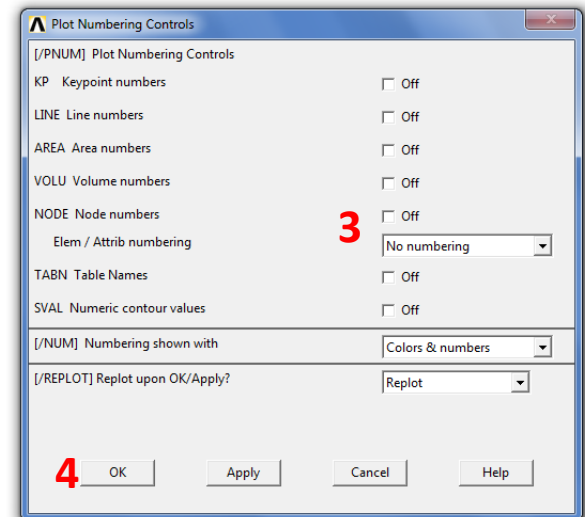 Plot Numbering Controls
[/PNUM] Plot Numbering Controls
KP Keypoint numbers Off
LINE Line numbers Off
AREA Area numbers Off
VOLU Volume numbers Off
NODE Node numbers 3 Off
Elem / Attrib numbering No numbering
TABN Table Names Off
SVAL Numeric contour values Off
[/NUM] Numbering shown with Colors & numbers
[/REPLOT] Replot upon OK/Apply? Replot
4 OK Apply Cancel Help